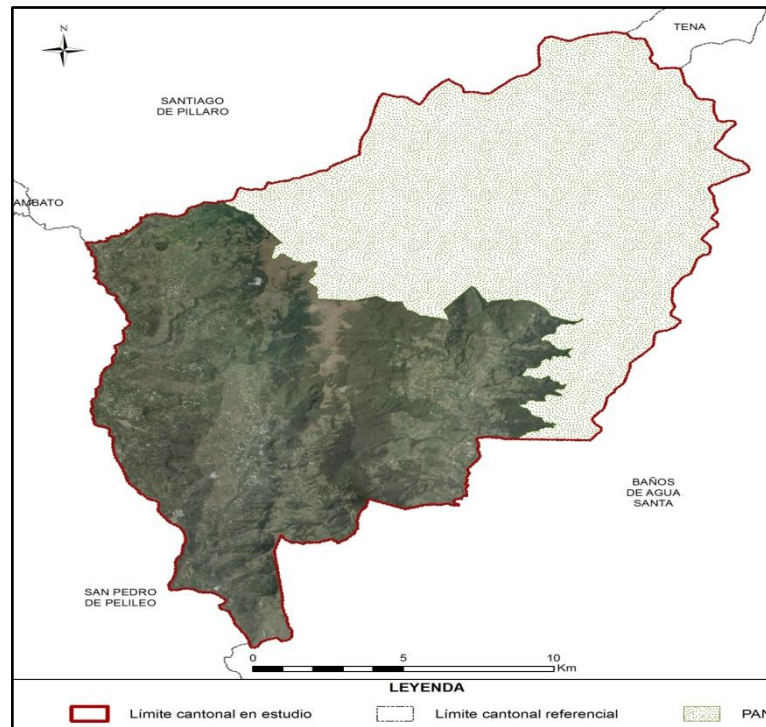 TENA
N
SANTIAGO
DE PILLARO
AMBATO
BAÑOS
DE AGUA
SANTA
SAN PEDRO
DE PELILEO
0 5 10
Km
LEYENDA
Límite cantonal en estudio Límite cantonal referencial PAN